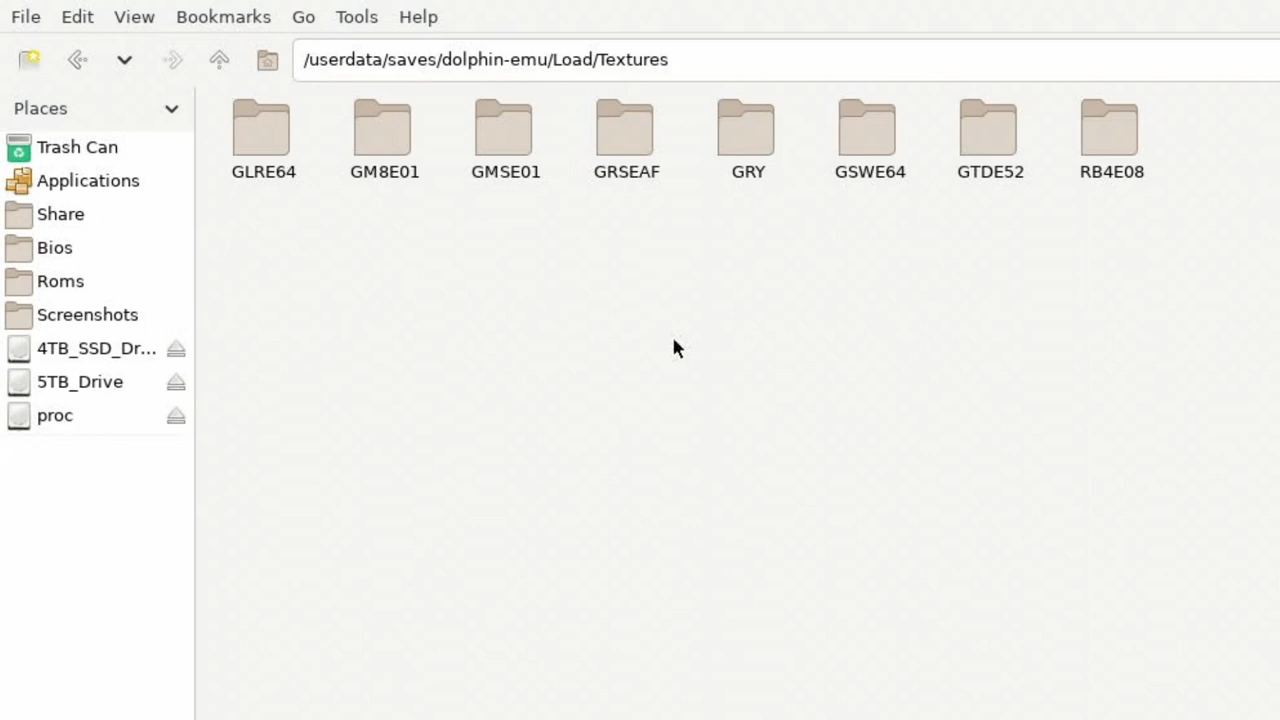 File Edit View Bookmarks Go Tools Help
/userdata/saves/dolphin-emu/Load/Textures
Places
Trash Can
Applications
Share
Bios
Roms
Screenshots
4TB_SSD_Dr...
5TB_Drive
proc
GLRE64 GM8E01 GMSE01 GRSEAF GRY GSWE64 GTDE52 RB4E08